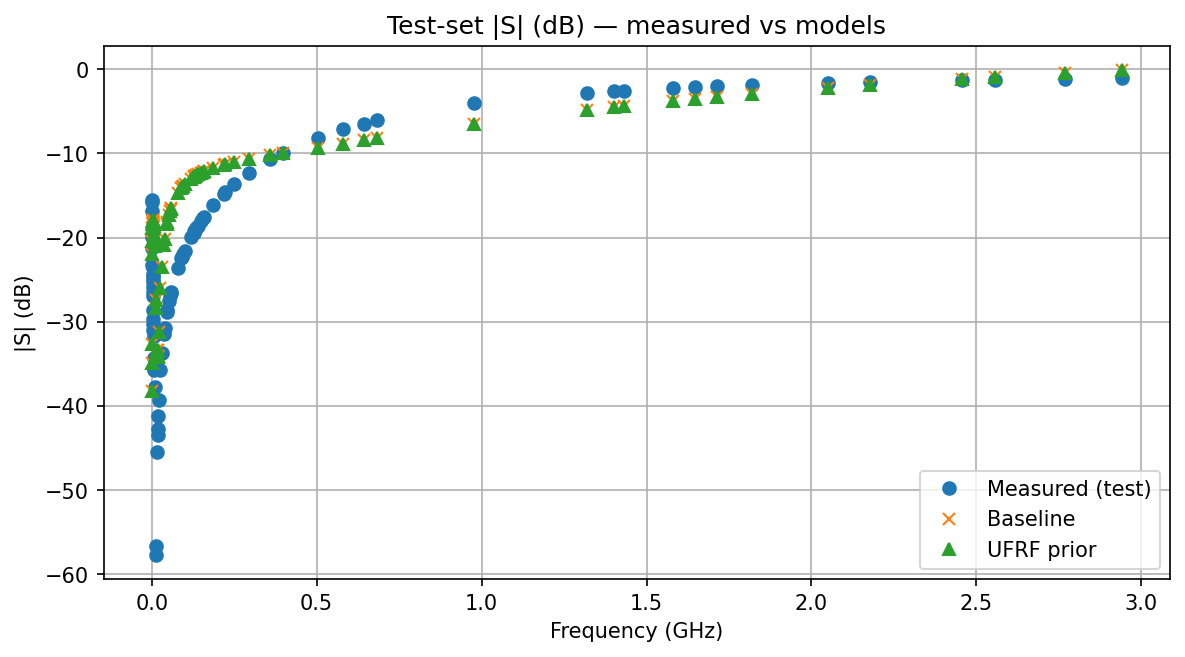 Test-set |S| (dB) — measured vs models
|S| (dB)
0
−10
−20
−30
−40
−50
−60
0.0 0.5 1.0 1.5 2.0 2.5 3.0
Frequency (GHz)
Measured (test)
Baseline
UFRF prior